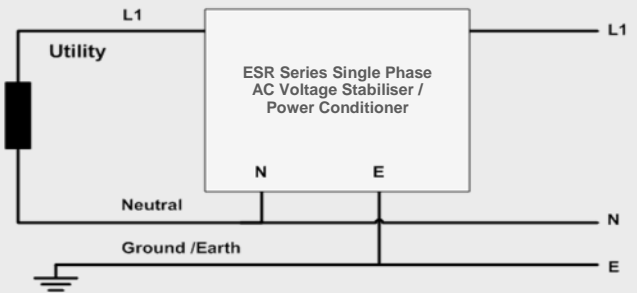 L1
L1
Utility
ESR Series Single Phase
AC Voltage Stabiliser /
Power Conditioner
N
E
Neutral
N
Ground /Earth
E